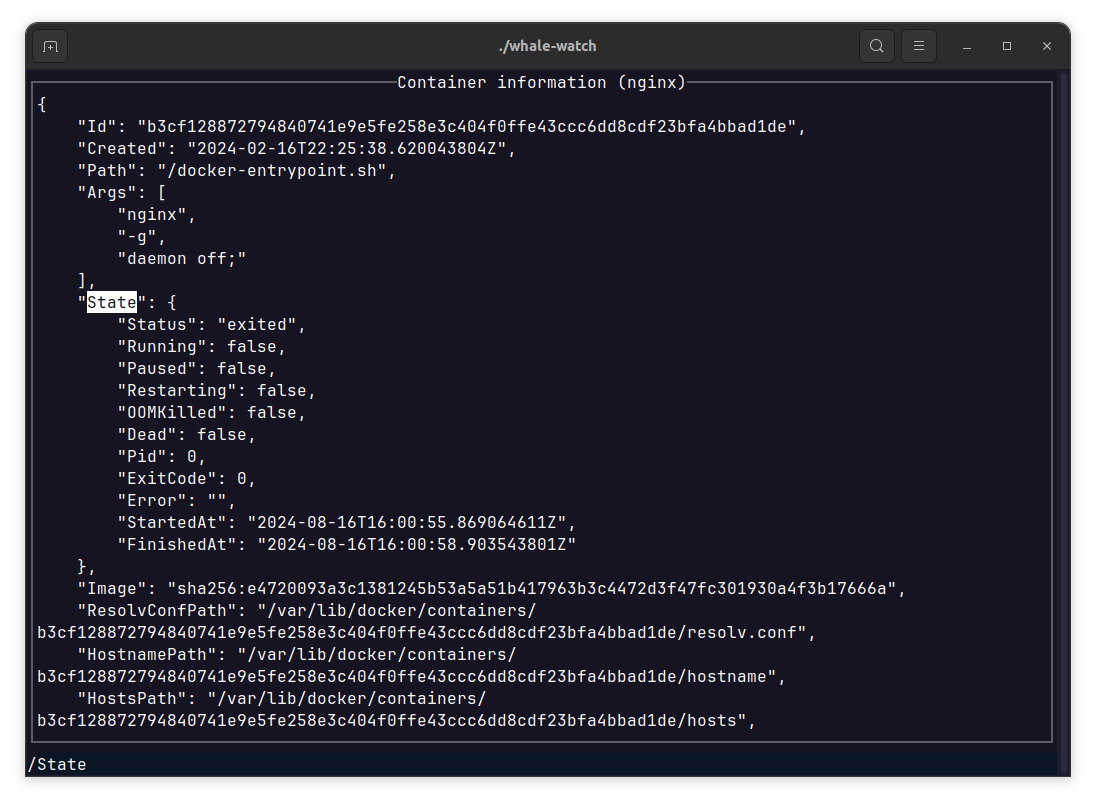 ./whale-watch
Container information (nginx)
{
    "Id": "b3cf128872794840741e9e5fe258e3c404f0ffe43ccc6dd8cdf23bfa4bbad1de",
    "Created": "2024-02-16T22:25:38.620043804Z",
    "Path": "/docker-entrypoint.sh",
    "Args": [
        "nginx",
        "-g",
        "daemon off;"
    ],
    "State": {
        "Status": "exited",
        "Running": false,
        "Paused": false,
        "Restarting": false,
        "OOMKilled": false,
        "Dead": false,
        "Pid": 0,
        "ExitCode": 0,
        "Error": "",
        "StartedAt": "2024-08-16T16:00:55.869064611Z",
        "FinishedAt": "2024-08-16T16:00:58.903543801Z"
    },
    "Image": "sha256:e4720093a3c1381245b53a5a51b417963b3c4472d3f47fc301930a4f3b17666a",
    "ResolvConfPath": "/var/lib/docker/containers/
b3cf128872794840741e9e5fe258e3c404f0ffe43ccc6dd8cdf23bfa4bbad1de/resolv.conf",
    "HostnamePath": "/var/lib/docker/containers/
b3cf128872794840741e9e5fe258e3c404f0ffe43ccc6dd8cdf23bfa4bbad1de/hostname",
    "HostsPath": "/var/lib/docker/containers/
b3cf128872794840741e9e5fe258e3c404f0ffe43ccc6dd8cdf23bfa4bbad1de/hosts",
/State